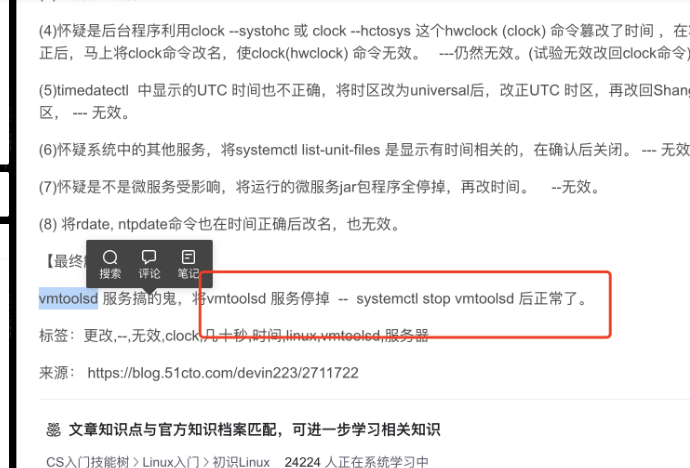 (4)怀疑是后台程序利用clock --systohc 或 clock --hctosys 这个hwclock (clock) 命令篡改了时间 ，在
正后，马上将clock命令改名，使clock(hwclock) 命令无效。 ---仍然无效。(试验无效改回clock命令)
(5)timedatectl 中显示的UTC 时间也不正确，将时区改为universal后，改正UTC 时区，再改回Shang
区， --- 无效。
(6)怀疑系统中的其他服务，将systemctl list-unit-files 是显示有时间相关的，在确认后关闭。 --- 无效
(7)怀疑是不是微服务受影响，将运行的微服务jar包程序全停掉，再改时间。 --无效。
(8) 将rdate, ntpdate命令也在时间正确后改名，也无效。
【最终
搜索 评论 笔记
vmtoolsd 服务搞的鬼，将vmtoolsd 服务停掉 -- systemctl stop vmtoolsd 后正常了。
标签：更改,--,无效,clock,几十秒,时间,linux,vmtoolsd,服务器
来源： https://blog.51cto.com/devin223/2711722
文章知识点与官方知识档案匹配，可进一步学习相关知识
CS入门技能树 > Linux入门 > 初识Linux 24224 人正在系统学习中